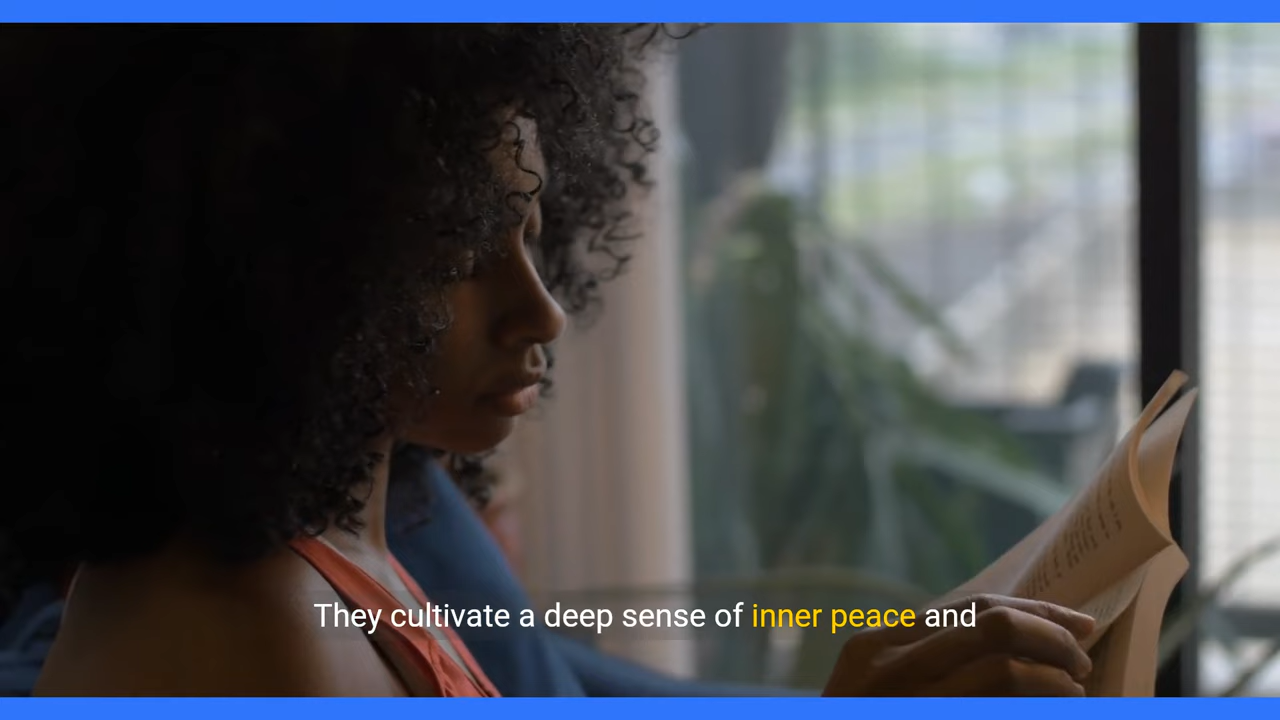 They cultivate a deep sense of inner peace and